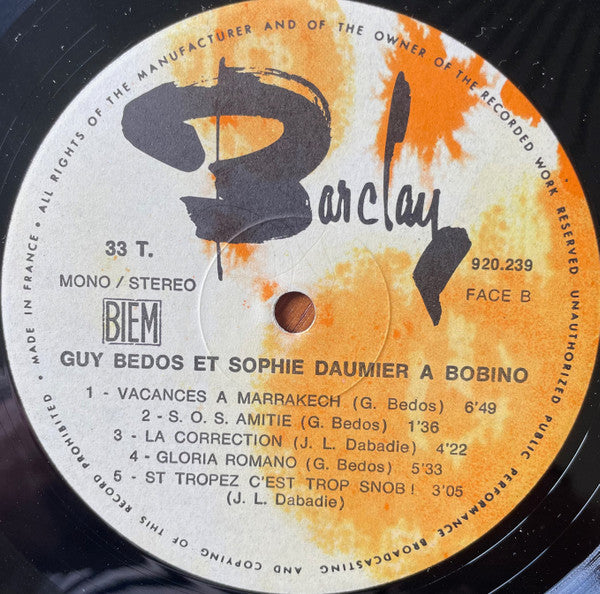 MADE IN FRANCE • ALL RIGHTS OF THE MANUFACTURER AND OF THE OWNER OF THE RECORDED WORK RESERVED UNAUTHORIZED PUBLIC PERFORMANCE BROADCASTING AND COPYING OF THIS RECORD PROHIBITED •
Barclay
33 T.
920.239
MONO / STEREO
FACE B
BIEM
GUY BEDOS ET SOPHIE DAUMIER A BOBINO
1 - VACANCES A MARRAKECH (G. Bedos) 6'49
2 - S. O. S. AMITIE (G. Bedos) 1'36
3 - LA CORRECTION (J. L. Dabadie) 4'22
4 - GLORIA ROMANO (G. Bedos) 5'33
5 - ST TROPEZ C'EST TROP SNOB ! 3'05
(J. L. Dabadie)